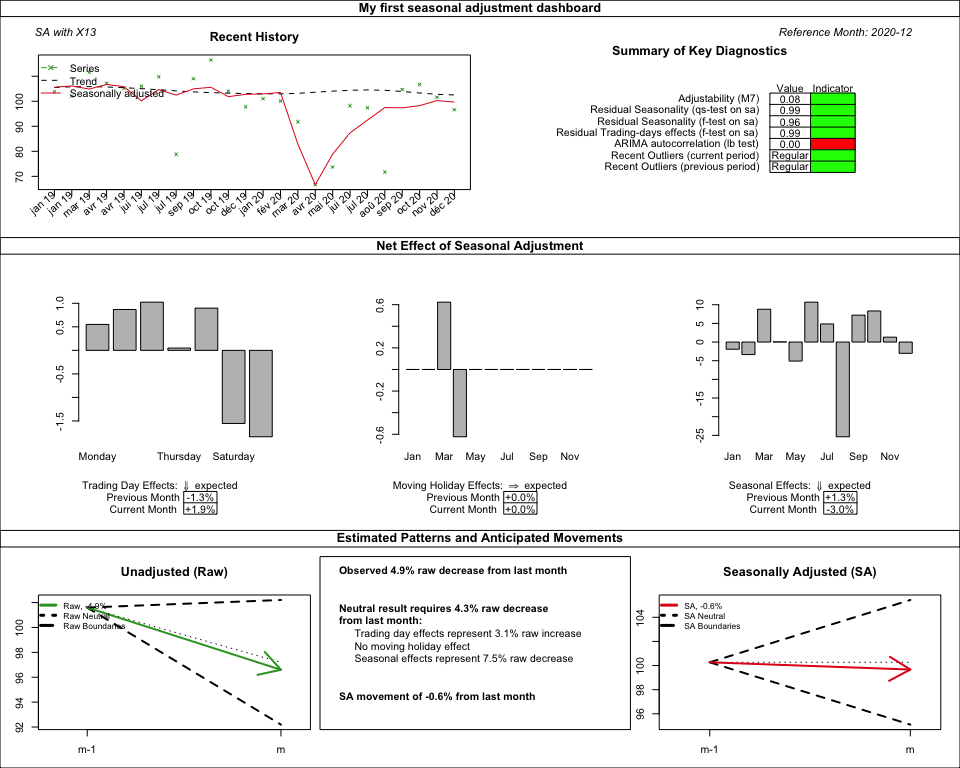 My first seasonal adjustment dashboard
SA with X13
Reference Month: 2020-12
Recent History
Series
Trend
Seasonally adjusted
100
90
80
70
jan 19
jan 19
mar 19
avr 19
avr 19
jul 19
jul 19
jul 19
sep 19
oct 19
oct 19
déc 19
jan 20
fév 20
mar 20
avr 20
mai 20
jul 20
jul 20
aoû 20
sep 20
oct 20
nov 20
déc 20
Summary of Key Diagnostics
Value Indicator
Adjustability (M7) 0.08
Residual Seasonality (qs-test on sa) 0.99
Residual Seasonality (f-test on sa) 0.96
Residual Trading-days effects (f-test on sa) 0.99
ARIMA autocorrelation (lb test) 0.00
Recent Outliers (current period) Regular
Recent Outliers (previous period) Regular
Net Effect of Seasonal Adjustment
1.0
0.5
-0.5
-1.5
Monday Thursday Saturday
Trading Day Effects: ⇓ expected
Previous Month -1.3%
Current Month +1.9%
0.6
0.2
-0.2
-0.6
Jan Mar May Jul Sep Nov
Moving Holiday Effects: ⇒ expected
Previous Month +0.0%
Current Month +0.0%
10
5
0
-5
-15
-25
Jan Mar May Jul Sep Nov
Seasonal Effects: ⇓ expected
Previous Month +1.3%
Current Month -3.0%
Estimated Patterns and Anticipated Movements
Unadjusted (Raw)
Raw, -4.9%
Raw Neutral
Raw Boundaries
100
98
96
94
92
m-1 m
Observed 4.9% raw decrease from last month
Neutral result requires 4.3% raw decrease
from last month:
Trading day effects represent 3.1% raw increase
No moving holiday effect
Seasonal effects represent 7.5% raw decrease
SA movement of -0.6% from last month
Seasonally Adjusted (SA)
SA, -0.6%
SA Neutral
SA Boundaries
104
100
98
96
m-1 m